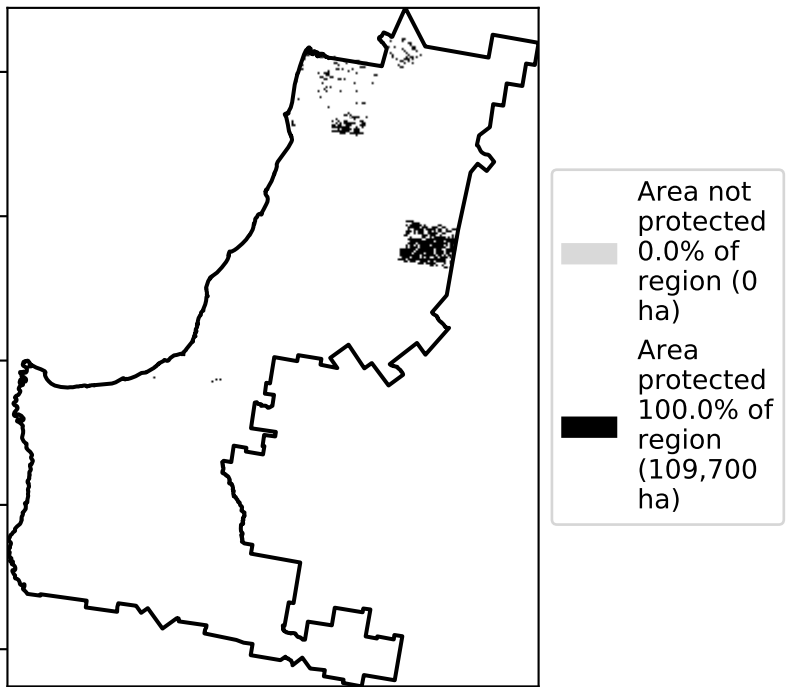 Area not
protected
0.0% of
region (0
ha)
Area
protected
100.0% of
region
(109,700
ha)